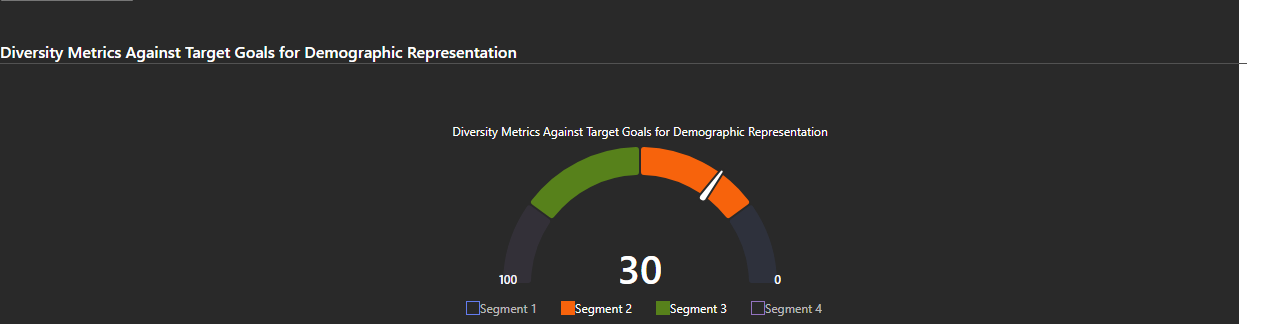 Diversity Metrics Against Target Goals for Demographic Representation
Diversity Metrics Against Target Goals for Demographic Representation
100
30
0
Segment 1
Segment 2
Segment 3
Segment 4